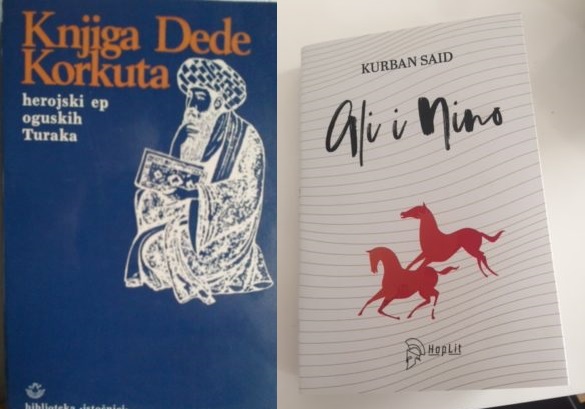 Knjiga Dede
Korkuta
herojski ep
oguskih
Turaka
biblioteka ‹istočnici›
KURBAN SAID
Ali i Nino
HopLit